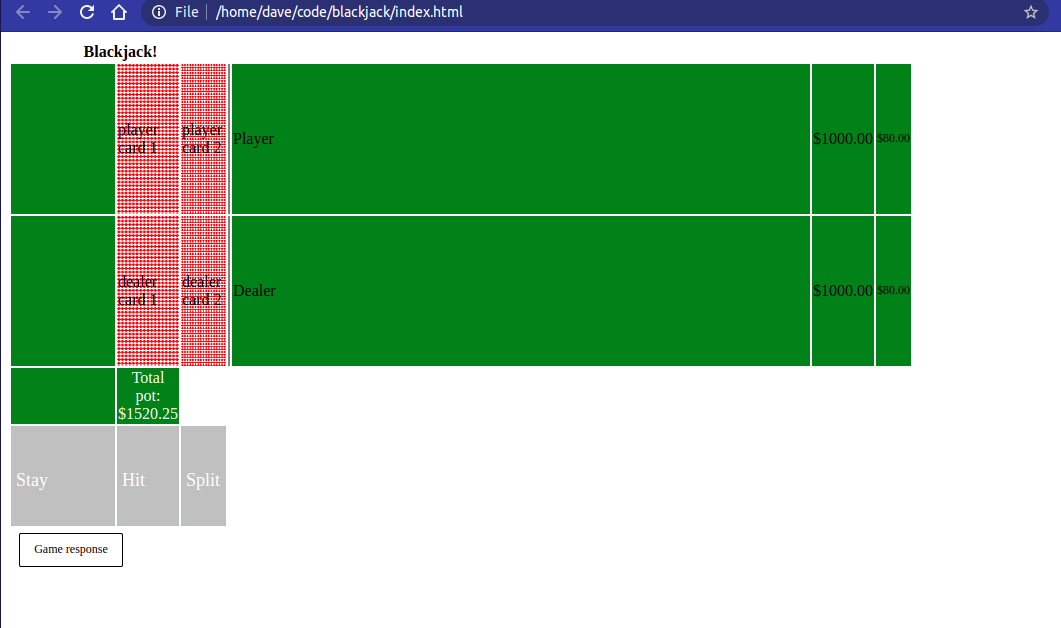 File /home/dave/code/blackjack/index.html
Blackjack!
player
card 1
player
card 2
Player
$1000.00
$80.00
dealer
card 1
dealer
card 2
Dealer
$1000.00
$80.00
Total
pot:
$1520.25
Stay
Hit
Split
Game response